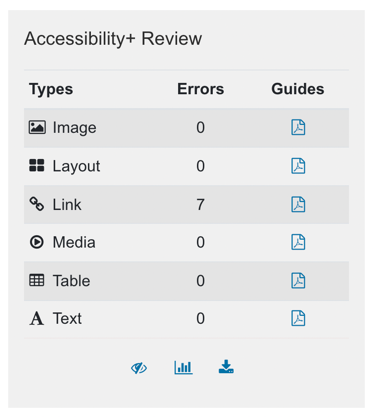 Accessibility+ Review
Types Errors Guides
Image 0
Layout 0
Link 7
Media 0
Table 0
Text 0